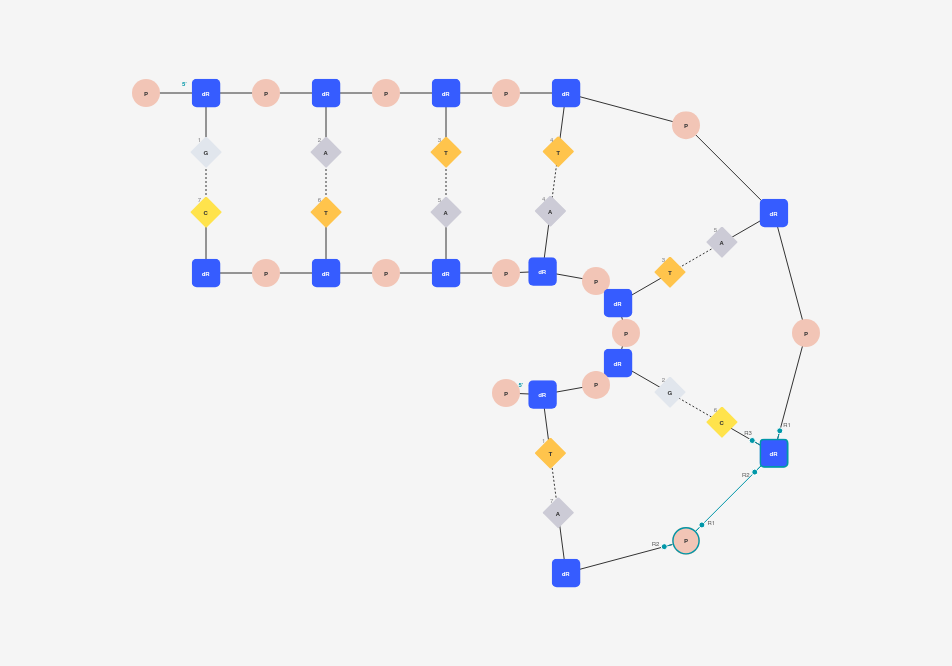 5'
P dR P dR P dR P dR
P
1 2 3 4
G A T T
7 6 5 4
C T A A
dR
5
A
3
T
dR P dR P dR P dR P
dR
P P
dR
2
G
5' P
P dR
6
C
R3 R1
1
T
dR
R2
7
A
R1
R2 P
dR